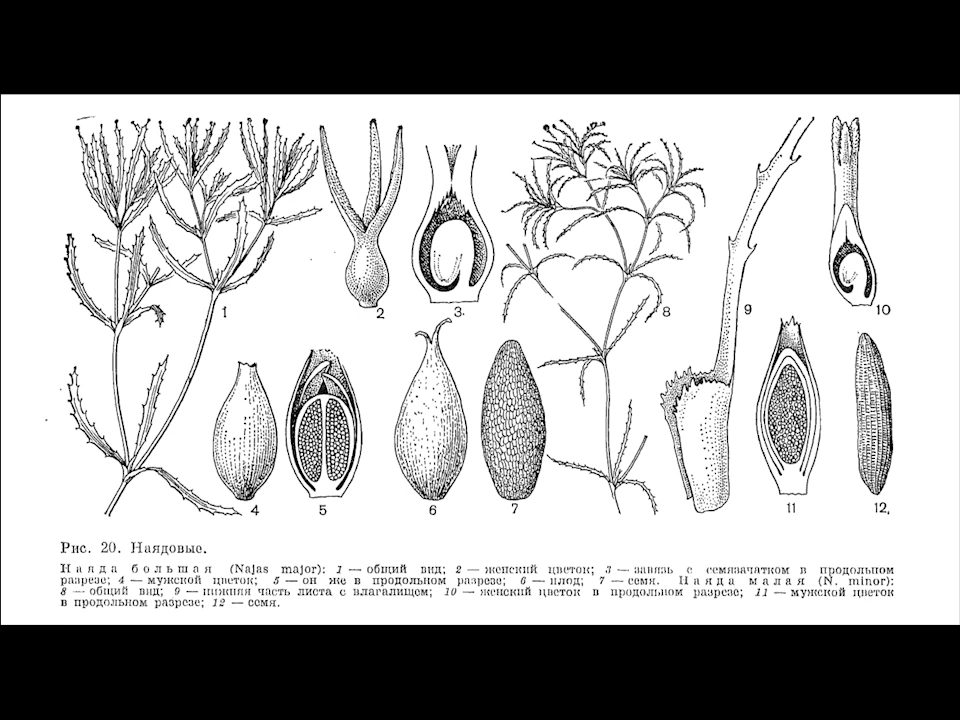 1
2
3.
8
9
10
4
5
6
7
11
12.
Рис. 20. Наядовые.
Наяда большая (Najas major): 1 — общий вид; 2 — женский цветок; 3 — завязь с семязачатком в продольном
разрезе; 4 — мужской цветок; 5 — он же в продольном разрезе; 6 — плод; 7 — семя. Наяда малая (N. minor):
8 — общий вид; 9 — нижняя часть листа с влагалищем; 10 — женский цветок в продольном разрезе; 11 — мужской цветок
в продольном разрезе; 12 — семя.